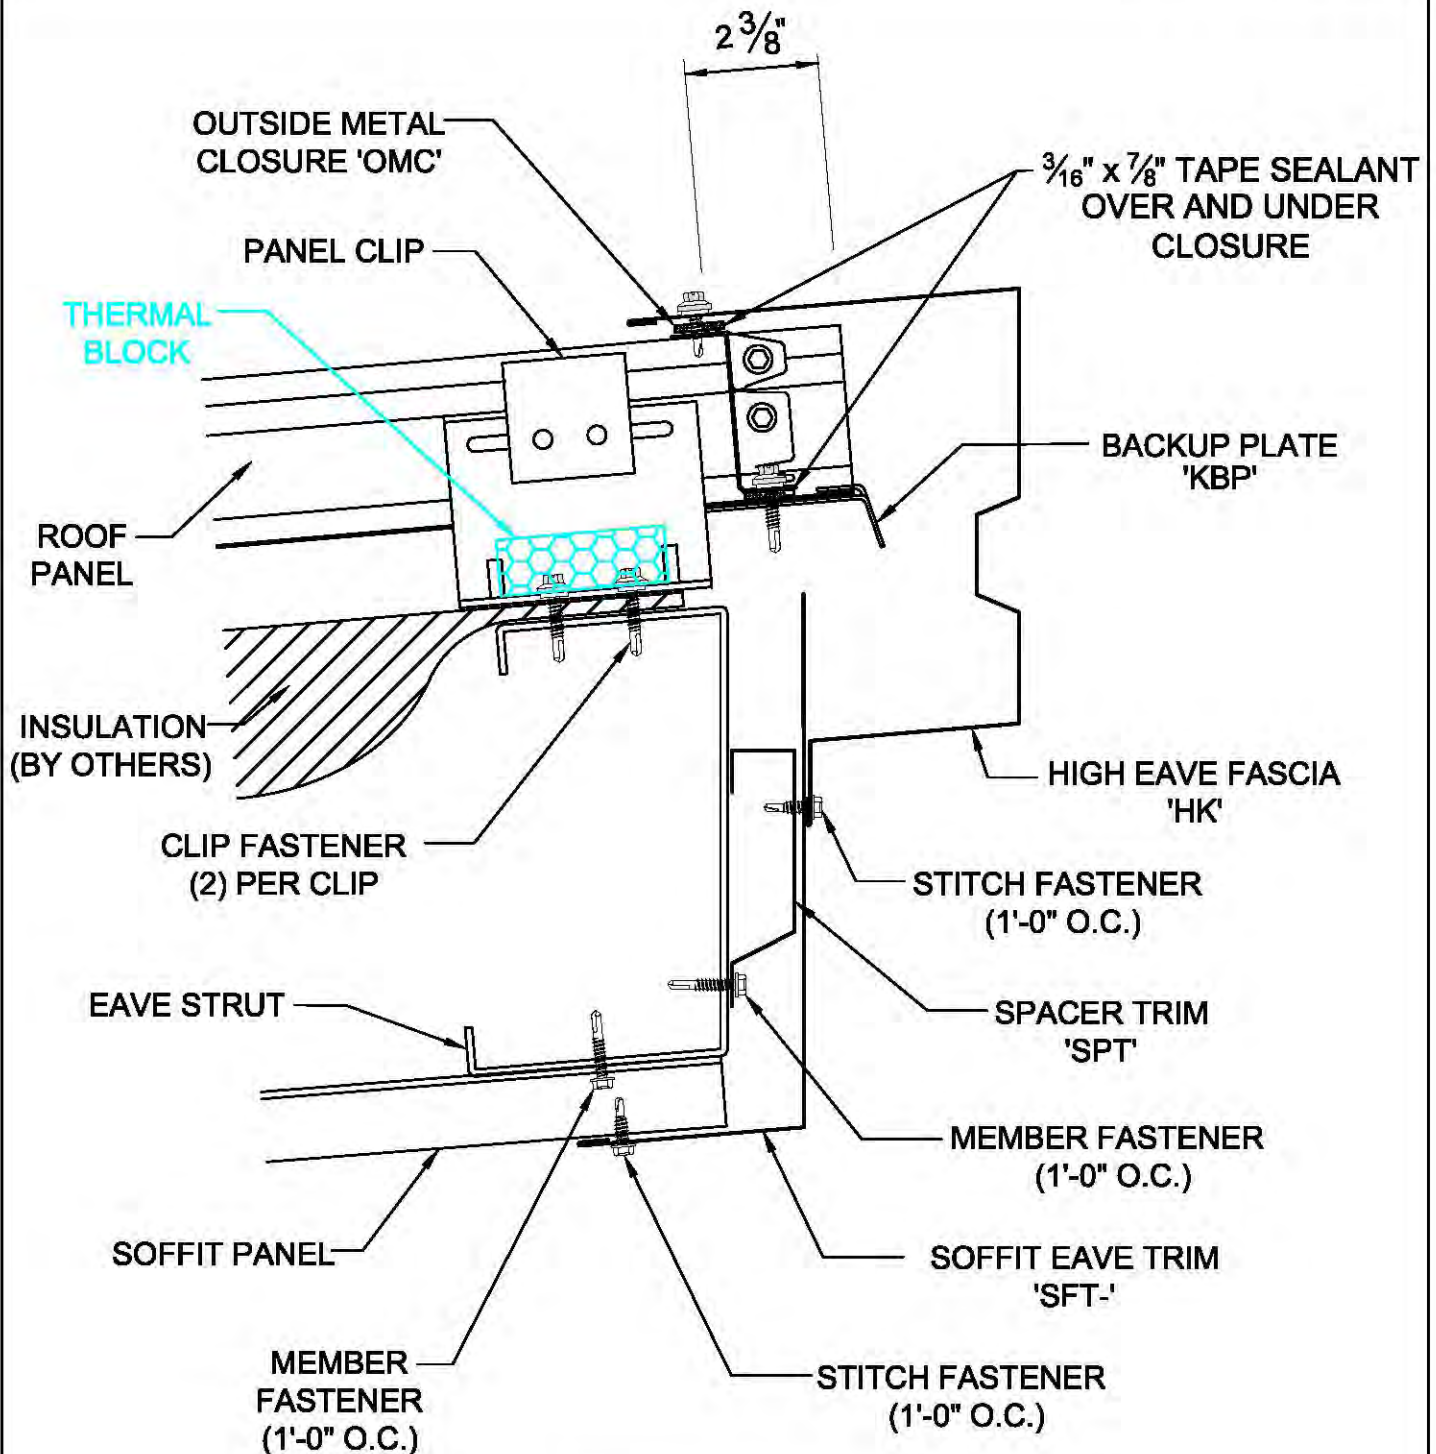 2 3/8"
OUTSIDE METAL
CLOSURE 'OMC'
3/16" x 7/8" TAPE SEALANT
OVER AND UNDER
CLOSURE
PANEL CLIP
THERMAL
BLOCK
BACKUP PLATE
'KBP'
ROOF
PANEL
INSULATION
(BY OTHERS)
HIGH EAVE FASCIA
'HK'
CLIP FASTENER
(2) PER CLIP
STITCH FASTENER
(1'-0" O.C.)
EAVE STRUT
SPACER TRIM
'SPT'
MEMBER FASTENER
(1'-0" O.C.)
SOFFIT PANEL
SOFFIT EAVE TRIM
'SFT-'
MEMBER
FASTENER
(1'-0" O.C.)
STITCH FASTENER
(1'-0" O.C.)